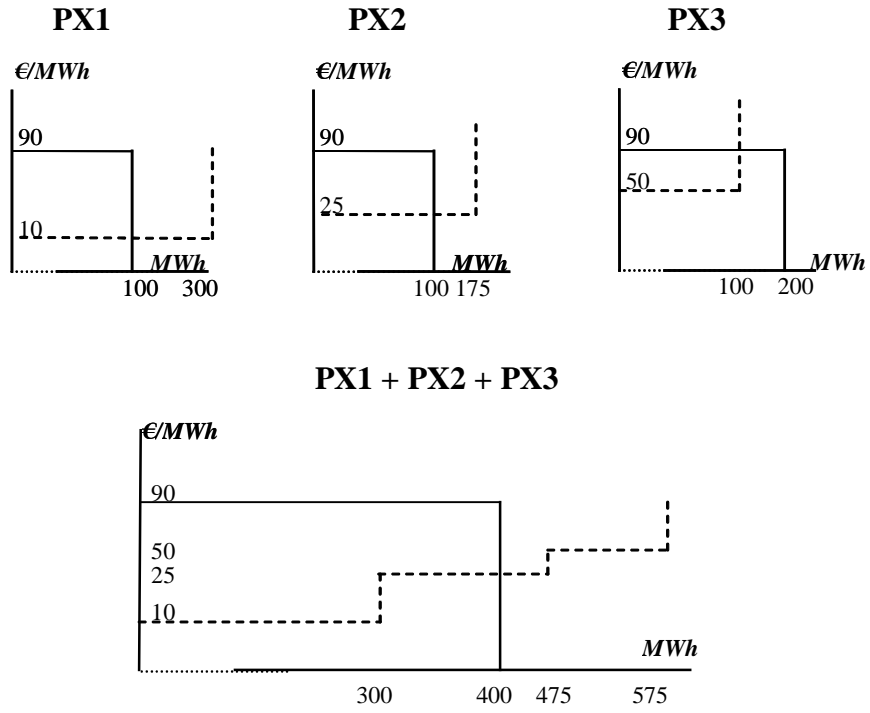 PX1 PX2 PX3
€/MWh €/MWh €/MWh
90 90 90
50
25
10
MWh MWh MWh
100 300 100 175 100 200
PX1 + PX2 + PX3
€/MWh
90
50
25
10
MWh
300 400 475 575